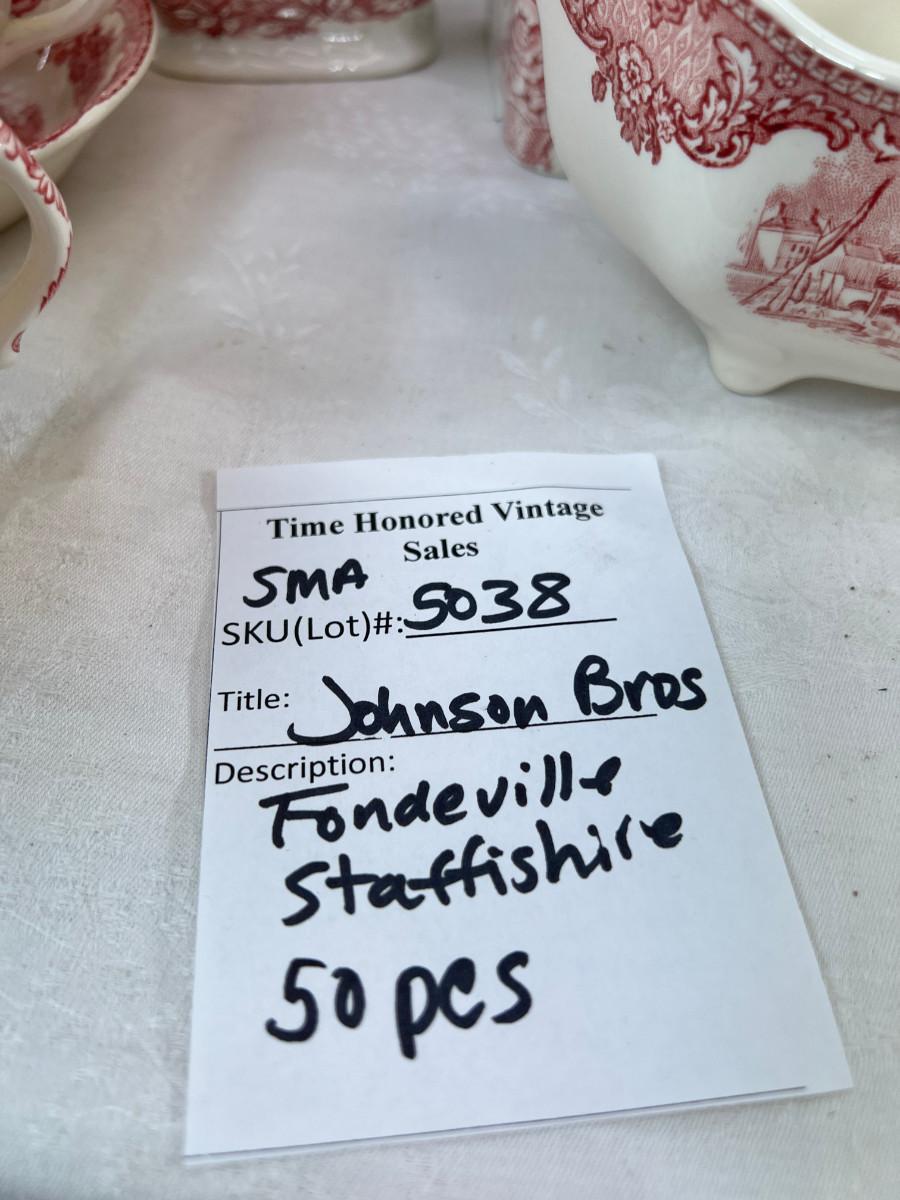 Time Honored Vintage
Sales
SMA
SKU(Lot)#: 5038
Title: Johnson Bros
Description:
Fondeville
Staffishire
50 pcs